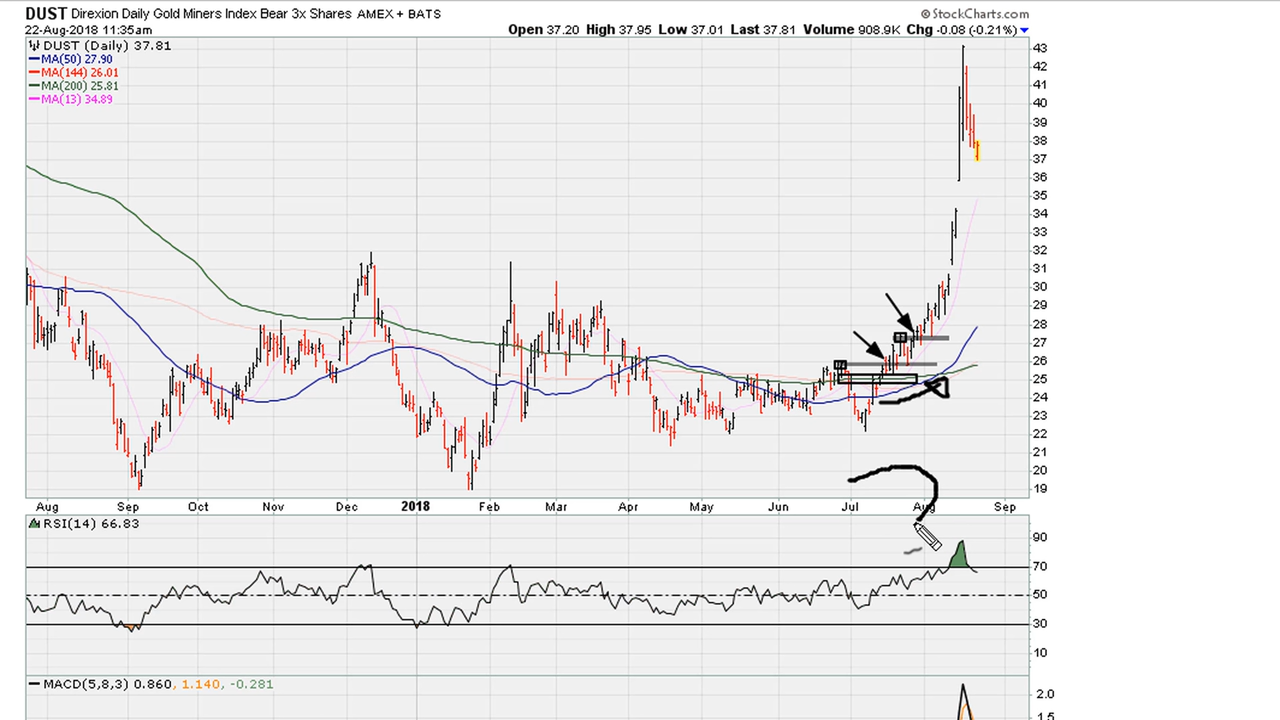 DUST Direxion Daily Gold Miners Index Bear 3x Shares AMEX + BATS
© StockCharts.com
22-Aug-2018 11:35am
Open 37.20 High 37.95 Low 37.01 Last 37.81 Volume 908.9K Chg -0.08 (-0.21%)
DUST (Daily) 37.81
MA(50) 27.90
MA(144) 26.01
MA(200) 25.81
MA(13) 34.89
43
42
41
40
39
38
37
36
35
34
33
32
31
30
29
28
27
26
25
24
23
22
21
20
19
Aug Sep Oct Nov Dec 2018 Feb Mar Apr May Jun Jul Aug Sep
RSI(14) 66.83
90
70
50
30
10
MACD(5,8,3) 0.860, 1.140, -0.281
2.0
1.5